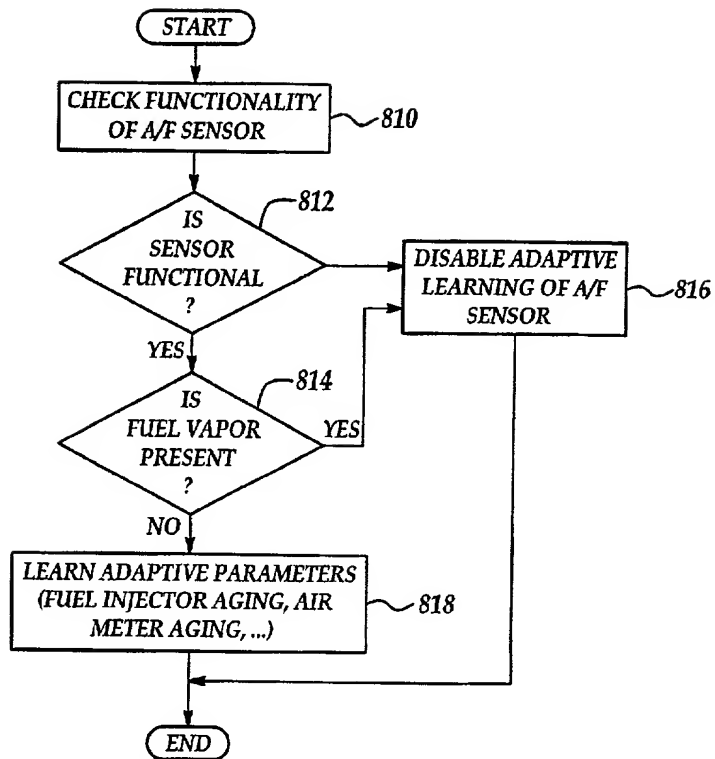 START
CHECK FUNCTIONALITY
OF A/F SENSOR
810
IS
SENSOR
FUNCTIONAL
?
812
DISABLE ADAPTIVE
LEARNING OF A/F
SENSOR
816
YES
IS
FUEL VAPOR
PRESENT
?
814
YES
NO
LEARN ADAPTIVE PARAMETERS
(FUEL INJECTOR AGING, AIR
METER AGING, ...)
818
END